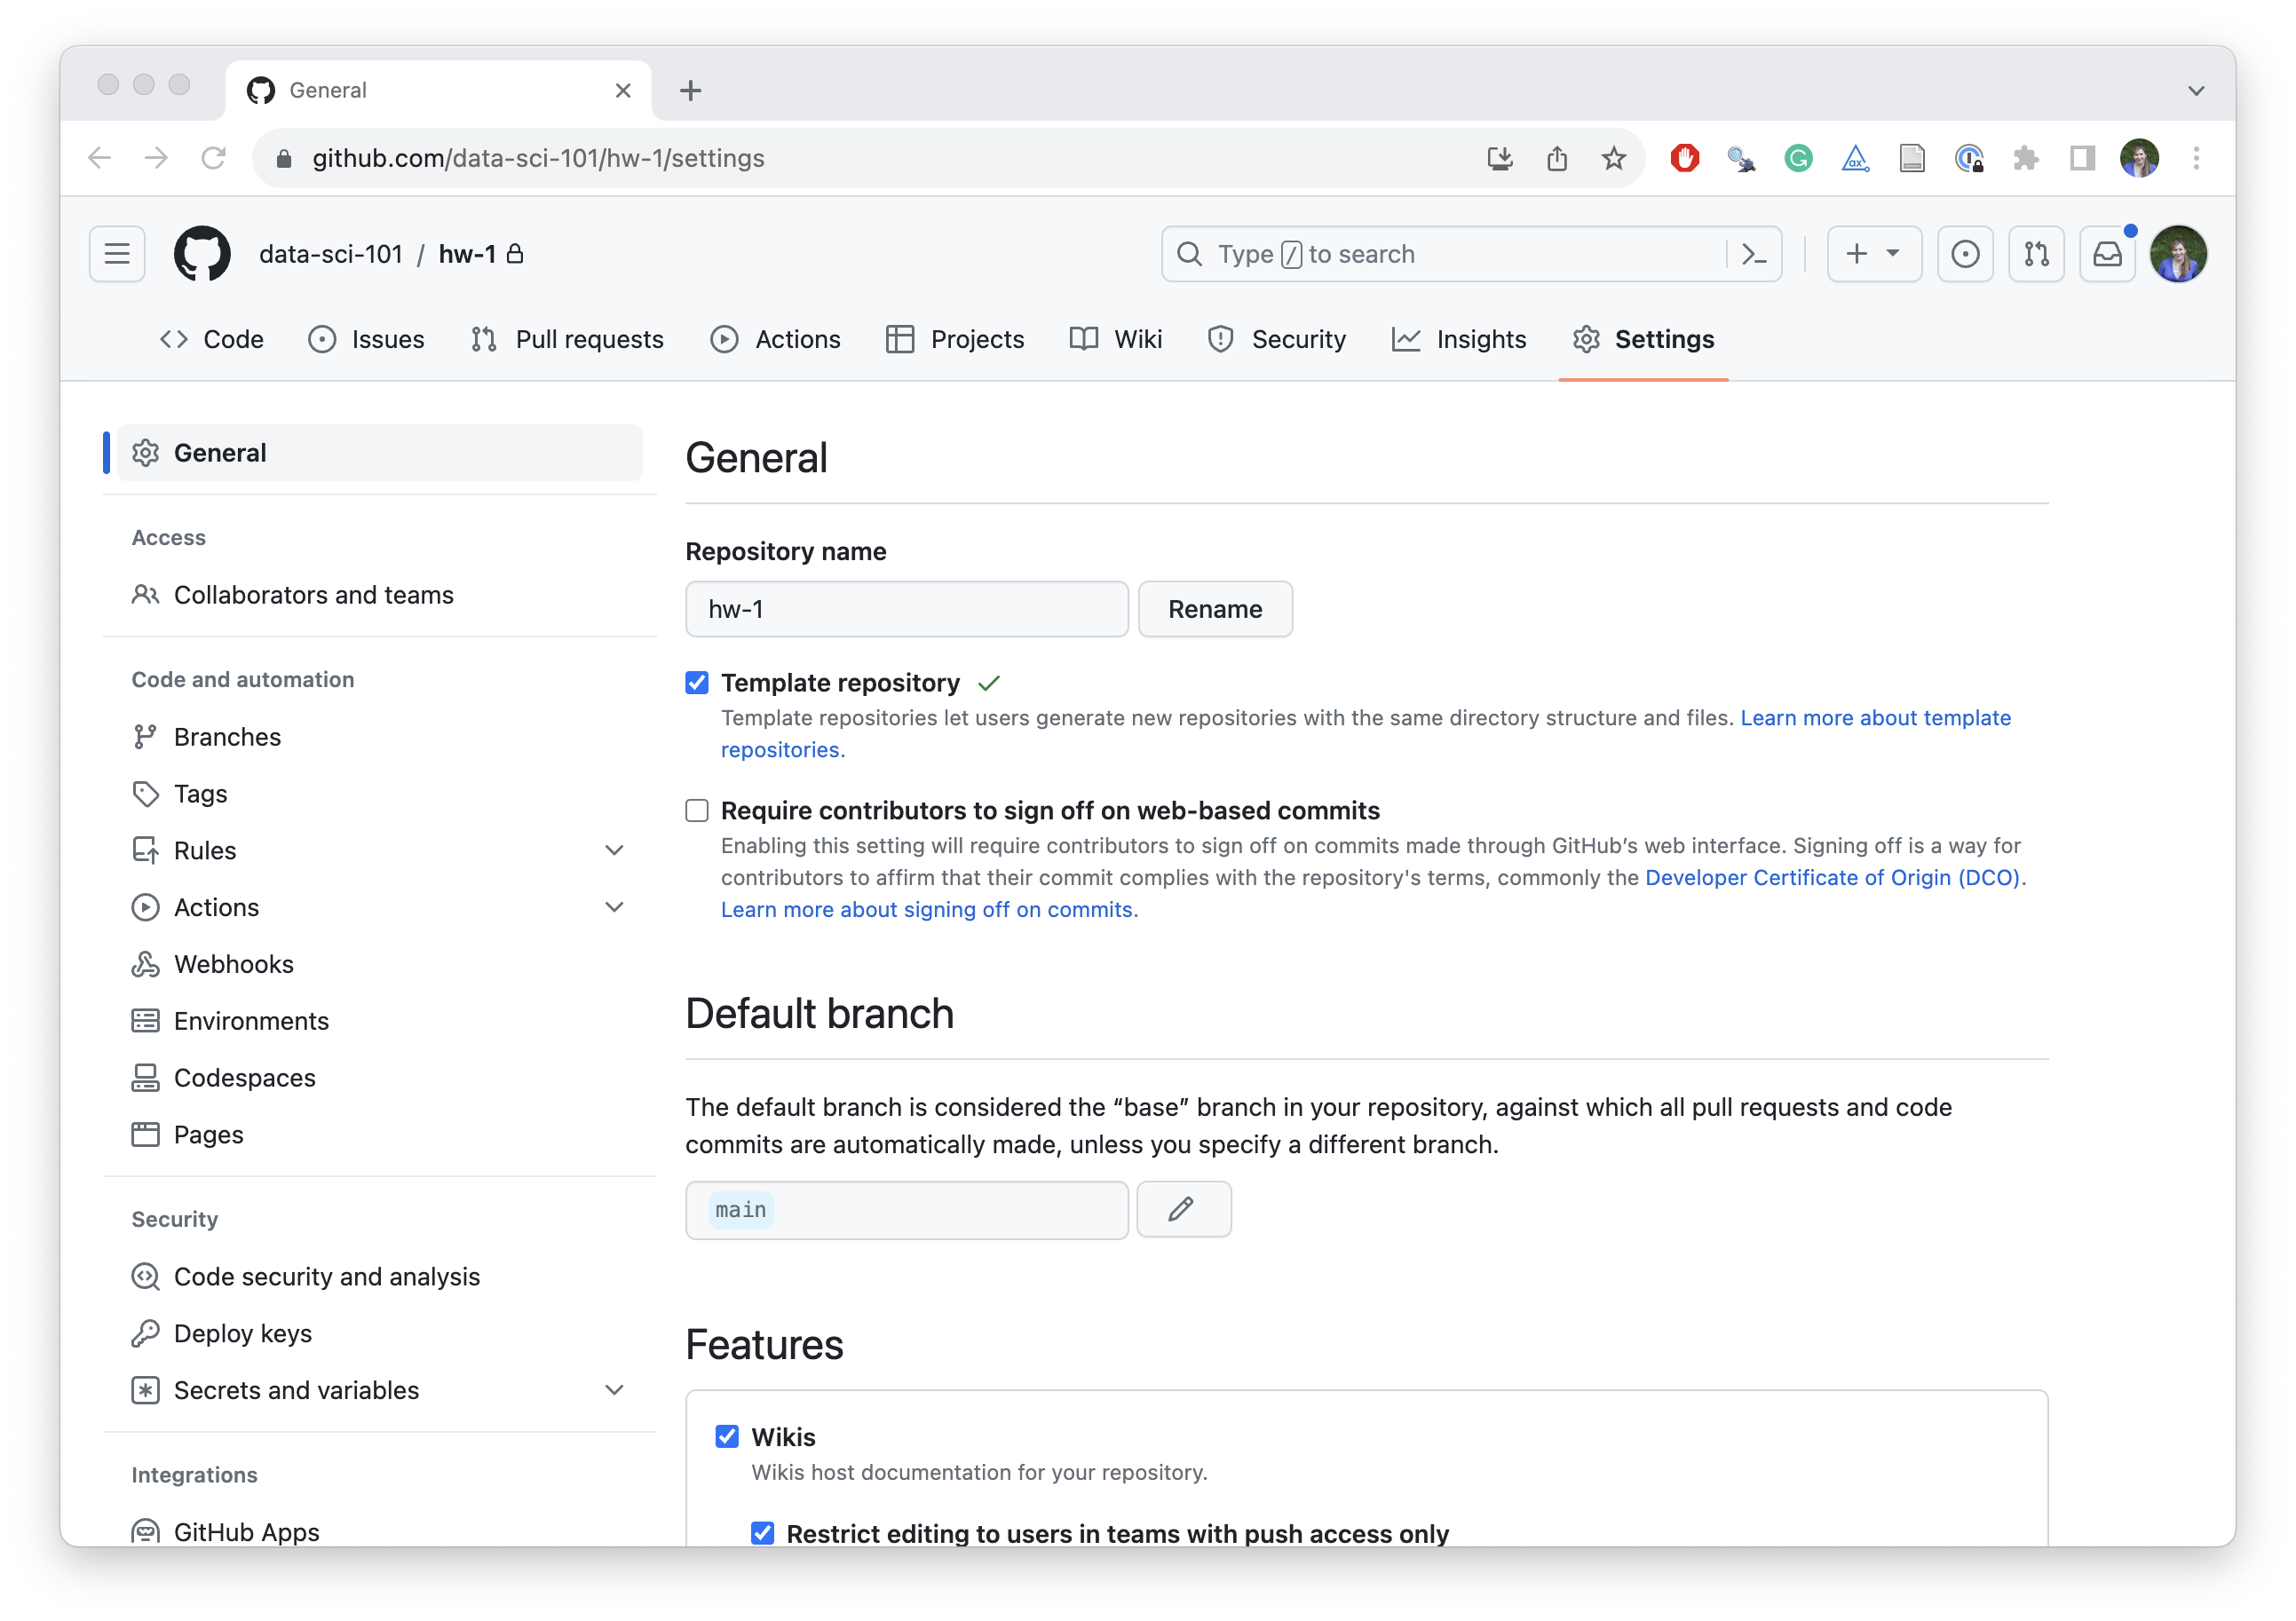 General
github.com/data-sci-101/hw-1/settings
data-sci-101 / hw-1
Type / to search
Code Issues Pull requests Actions Projects Wiki Security Insights Settings
General
Access
Collaborators and teams
Code and automation
Branches
Tags
Rules
Actions
Webhooks
Environments
Codespaces
Pages
Security
Code security and analysis
Deploy keys
Secrets and variables
Integrations
GitHub Apps
General
Repository name
hw-1 Rename
Template repository
Template repositories let users generate new repositories with the same directory structure and files. Learn more about template
repositories.
Require contributors to sign off on web-based commits
Enabling this setting will require contributors to sign off on commits made through GitHub’s web interface. Signing off is a way for
contributors to affirm that their commit complies with the repository's terms, commonly the Developer Certificate of Origin (DCO).
Learn more about signing off on commits.
Default branch
The default branch is considered the “base” branch in your repository, against which all pull requests and code
commits are automatically made, unless you specify a different branch.
main
Features
Wikis
Wikis host documentation for your repository.
Restrict editing to users in teams with push access only